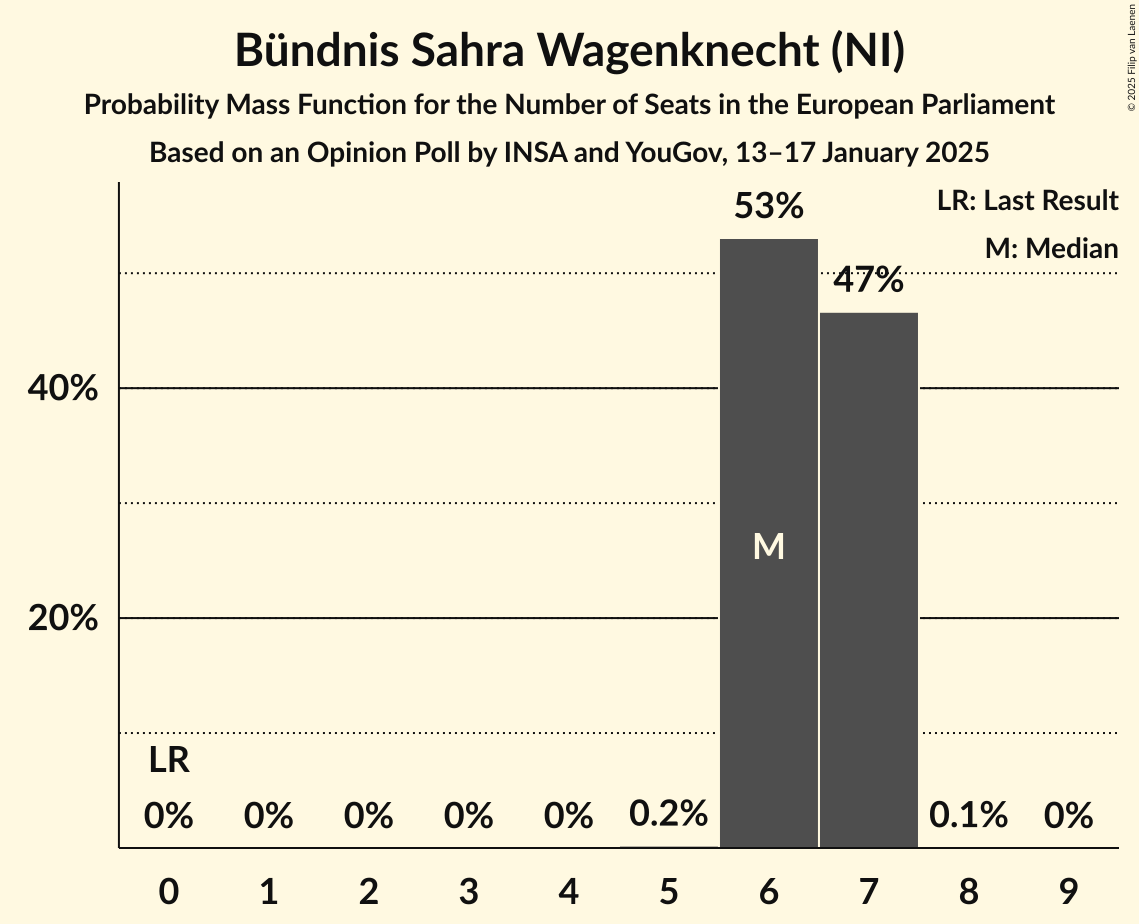 Bündnis Sahra Wagenknecht (NI)
Probability Mass Function for the Number of Seats in the European Parliament
Based on an Opinion Poll by INSA and YouGov, 13–17 January 2025
© 2025 Filip van Laenen
LR: Last Result
M: Median
53%
47%
40%
M
20%
LR
0% 0% 0% 0% 0% 0.2% 0.1% 0%
0 1 2 3 4 5 6 7 8 9